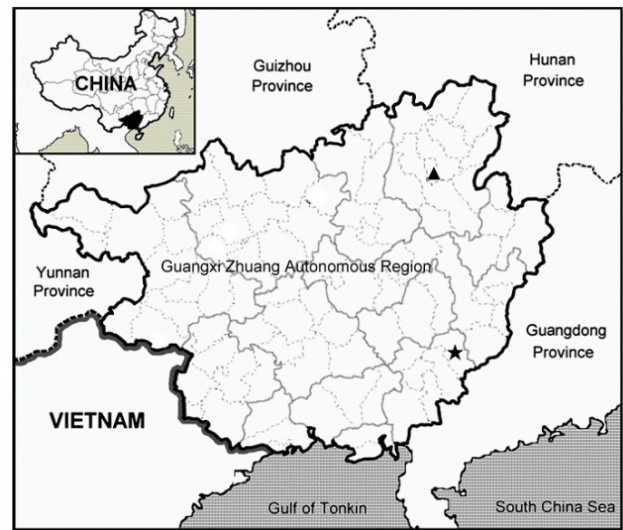 CHINA
Guizhou
Province
Hunan
Province
Guangxi Zhuang Autonomous Region
Yunnan
Province
Guangdong
Province
VIETNAM
Gulf of Tonkin
South China Sea